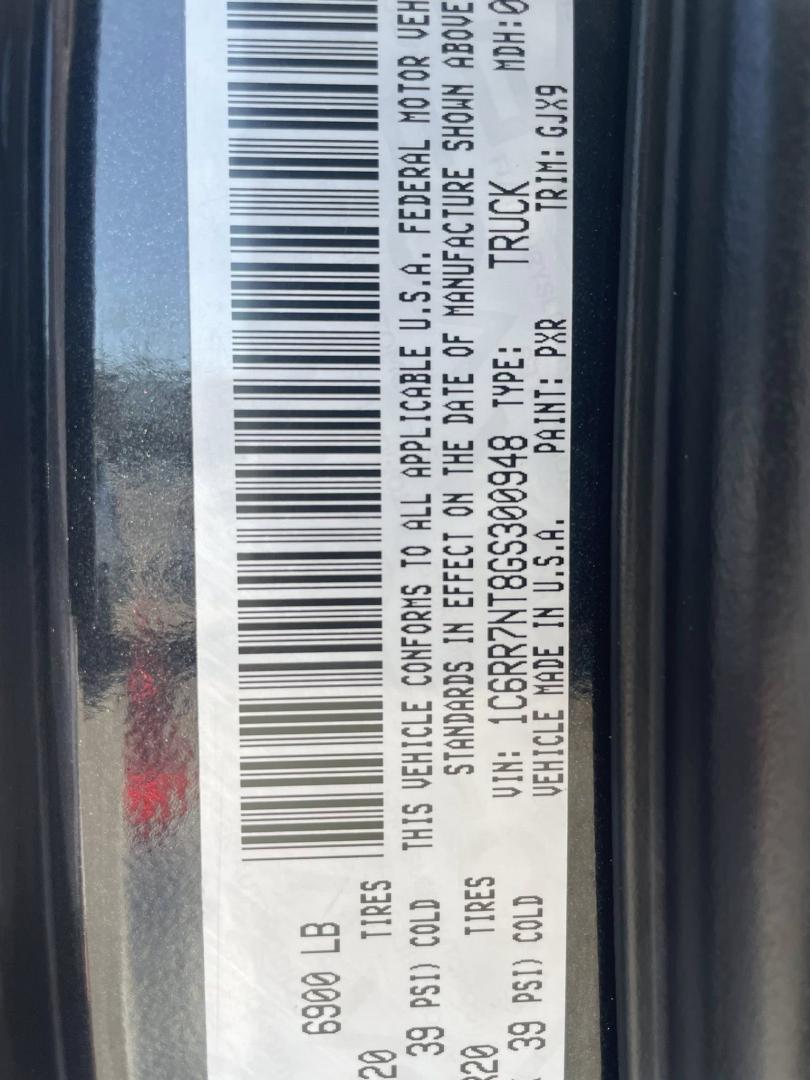 6900 LB
20 TIRES
39 PSI) COLD
R20 TIRES
39 PSI) COLD
THIS VEHICLE CONFORMS TO ALL APPLICABLE U.S.A. FEDERAL MOTOR VEH
STANDARDS IN EFFECT ON THE DATE OF MANUFACTURE SHOWN ABOVE
VIN: 1C6RR7NT8GS300948 TYPE: TRUCK MDH:0
VEHICLE MADE IN U.S.A. PAINT: PXR TRIM: GJX9